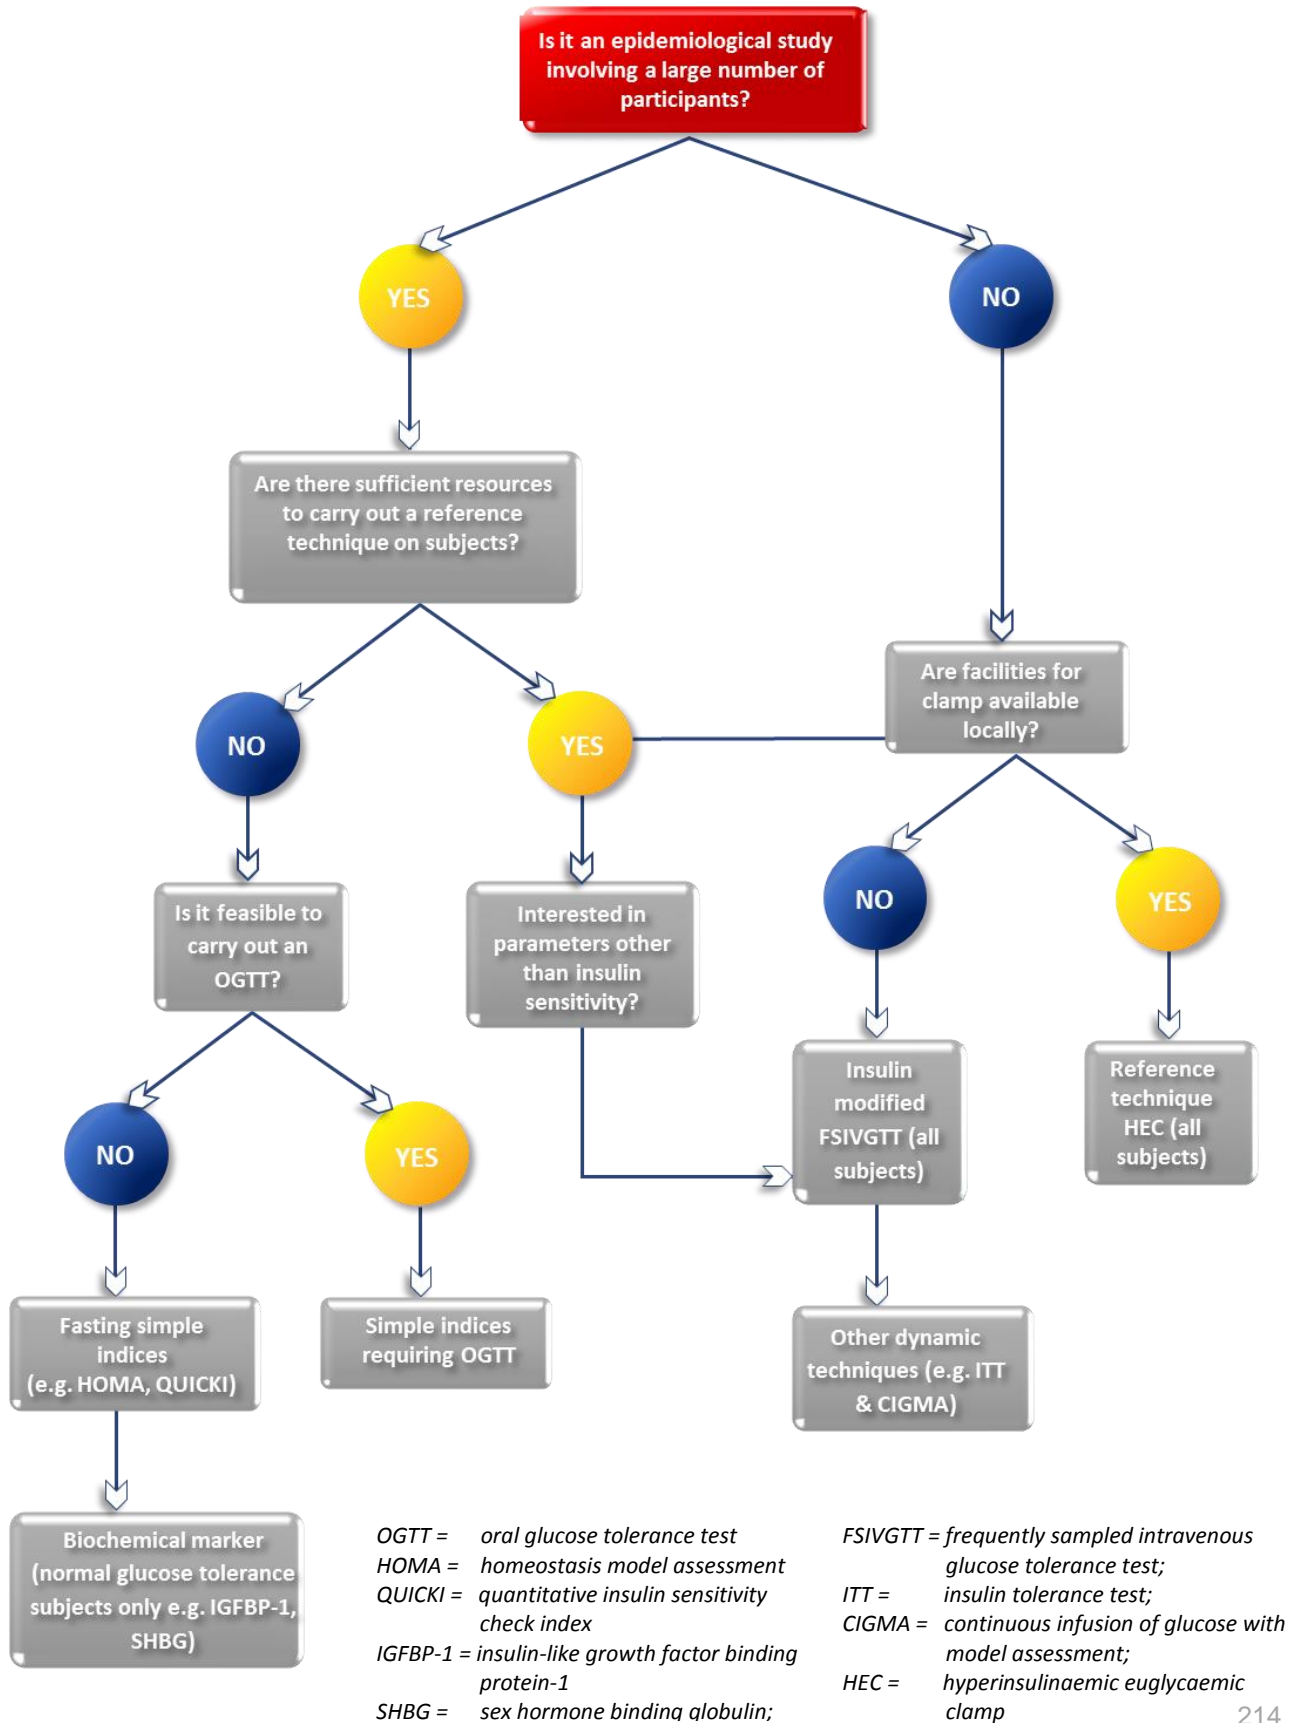 Is it an epidemiological study
involving a large number of
participants?
YES
NO
Are there sufficient resources
to carry out a reference
technique on subjects?
Are facilities for
clamp available
locally?
NO
YES
NO
YES
Is it feasible to
carry out an
OGTT?
Interested in
parameters other
than insulin
sensitivity?
Insulin
modified
FSIVGTT (all
subjects)
Reference
technique
HEC (all
subjects)
NO
YES
Fasting simple
indices
(e.g. HOMA, QUICKI)
Simple indices
requiring OGTT
Other dynamic
techniques (e.g. ITT
& CIGMA)
Biochemical marker
(normal glucose tolerance
subjects only e.g. IGFBP-1,
SHBG)
OGTT = oral glucose tolerance test
HOMA = homeostasis model assessment
QUICKI = quantitative insulin sensitivity
check index
IGFBP-1 = insulin-like growth factor binding
protein-1
SHBG = sex hormone binding globulin;
FSIVGTT = frequently sampled intravenous
glucose tolerance test;
ITT = insulin tolerance test;
CIGMA = continuous infusion of glucose with
model assessment;
HEC = hyperinsulinaemic euglycaemic
clamp
214